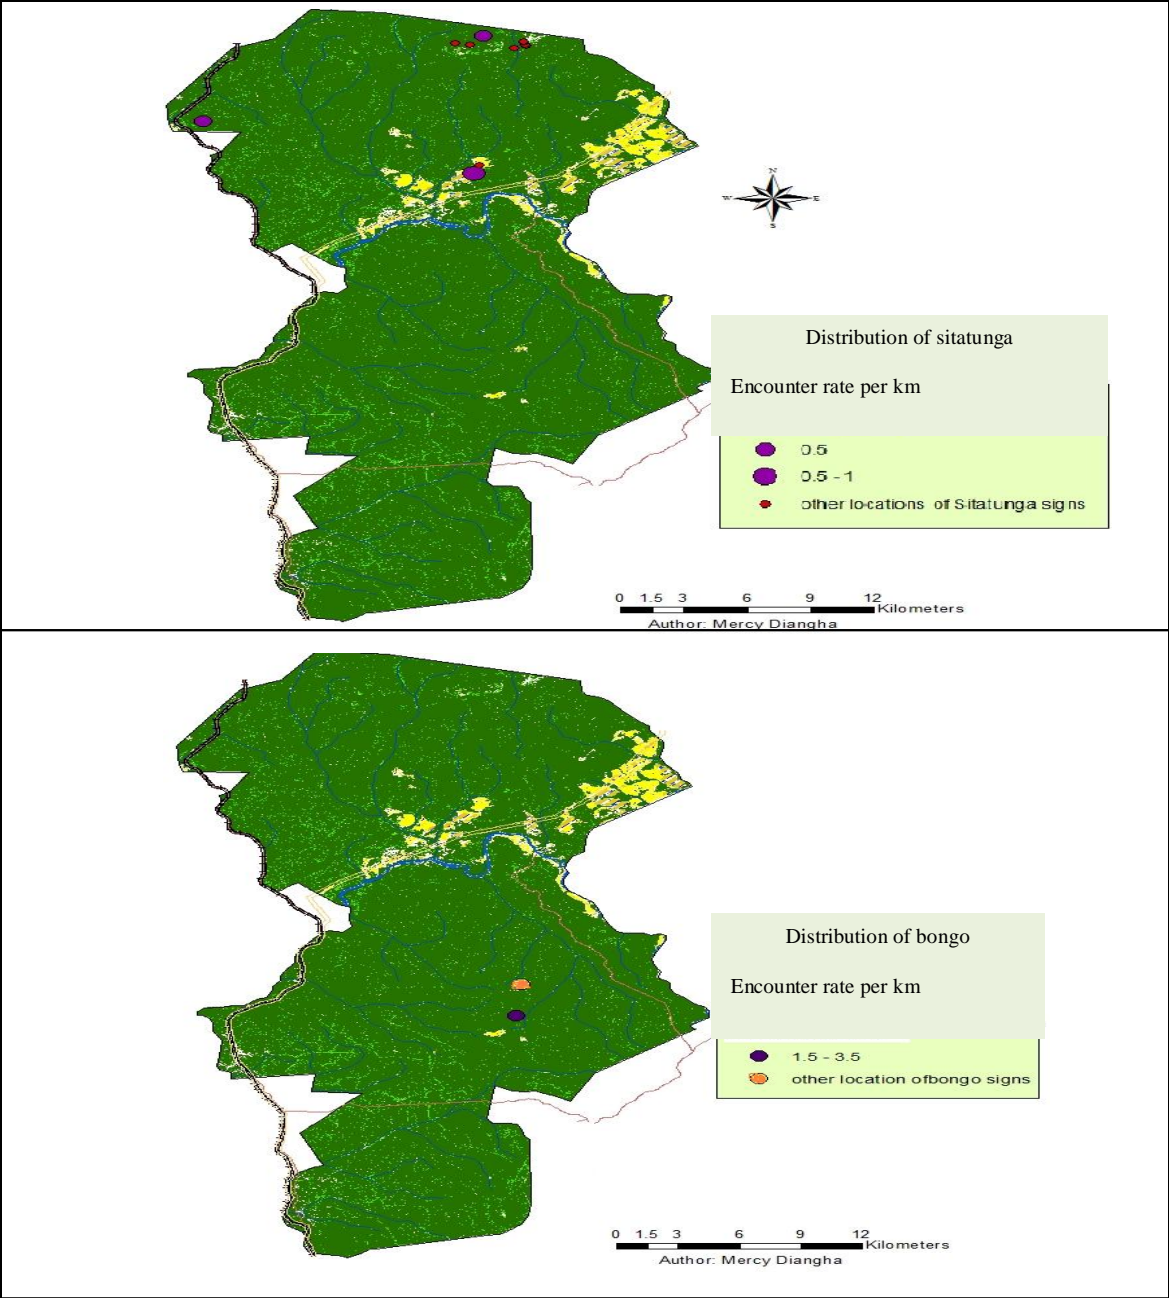 N
W E
S
Distribution of sitatunga
Encounter rate per km
0.5
0.5 - 1
other locations of Sitatunga signs
0 1.5 3 6 9 12
Kilometers
Author: Mercy Diangha
Distribution of bongo
Encounter rate per km
1.5 - 3.5
other location ofbongo signs
0 1.5 3 6 9 12
Kilometers
Author: Mercy Diangha